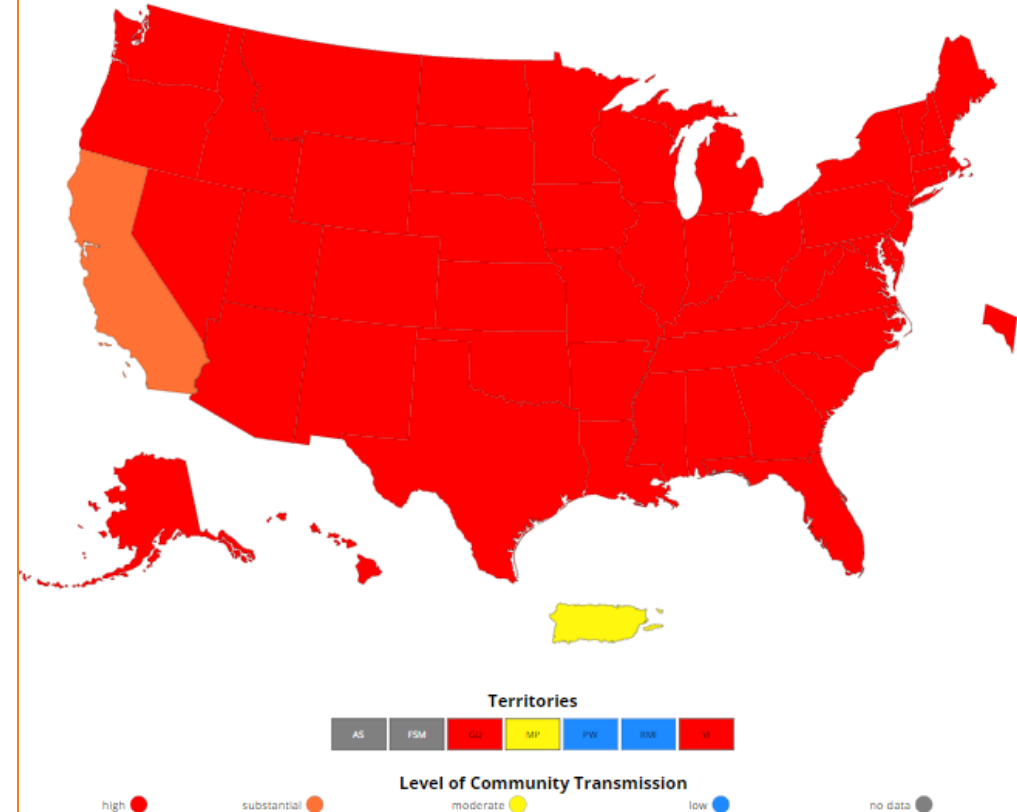 Territories
AS FSM GU MP PW RMI VI
Level of Community Transmission
high substantial moderate low no data